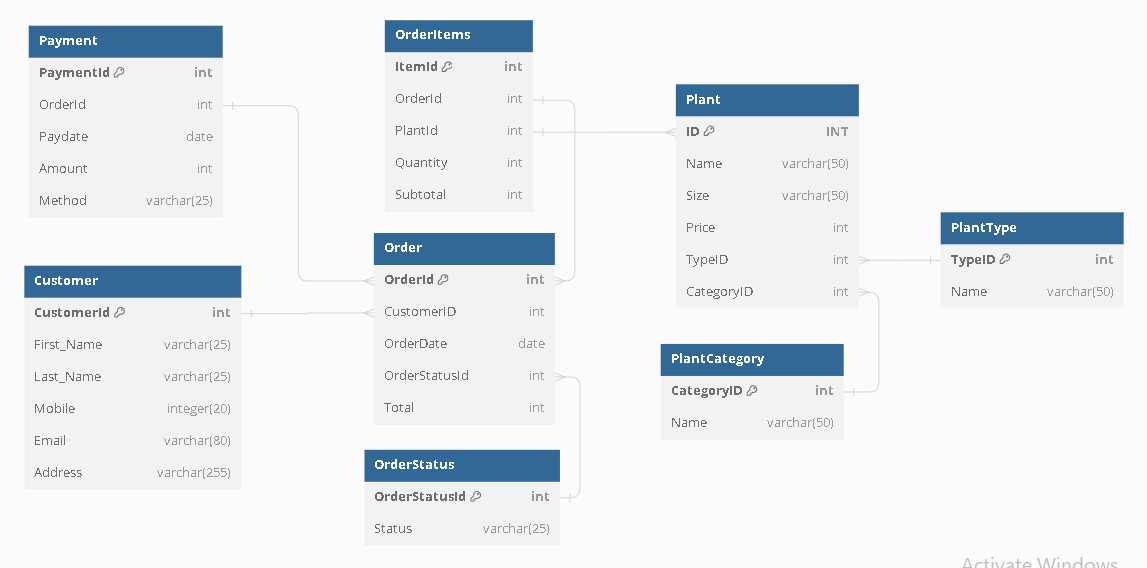 Payment
PaymentId int
OrderId int
Paydate date
Amount int
Method varchar(25)
OrderItems
ItemId int
OrderId int
PlantId int
Quantity int
Subtotal int
Plant
ID INT
Name varchar(50)
Size varchar(50)
Price int
TypeID int
CategoryID int
PlantType
TypeID int
Name varchar(50)
Customer
CustomerId int
First_Name varchar(25)
Last_Name varchar(25)
Mobile integer(20)
Email varchar(80)
Address varchar(255)
Order
OrderId int
CustomerID int
OrderDate date
OrderStatusId int
Total int
PlantCategory
CategoryID int
Name varchar(50)
OrderStatus
OrderStatusId int
Status varchar(25)
Activate Windows